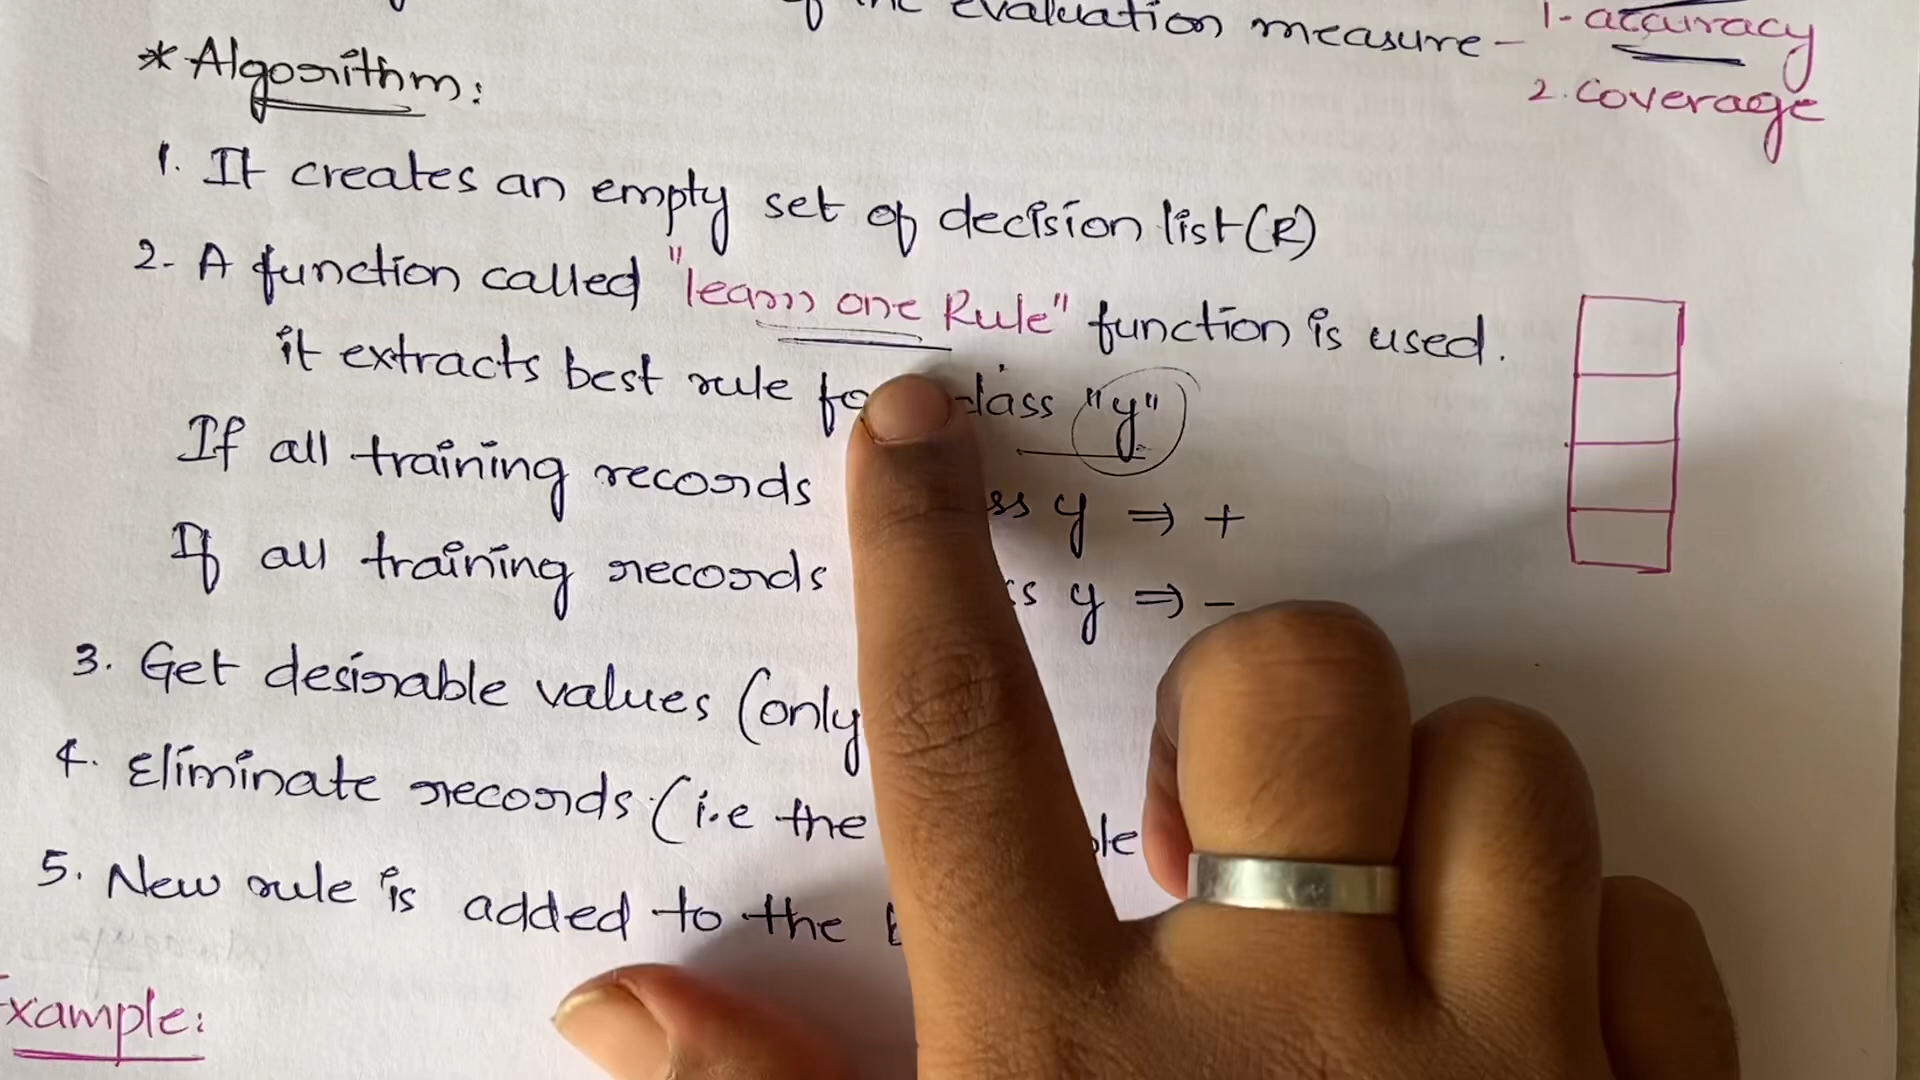 the evaluation measure - 1. accuracy
2. coverage
* Algorithm:
1. It creates an empty set of decision list (R)
2. A function called "learn one Rule" function is used.
it extracts best rule for class "y"
If all training records y ⇒ +
If all training records y ⇒ -
3. Get desirable values (only
4. Eliminate records (i.e the
5. New rule is added to the
Example: